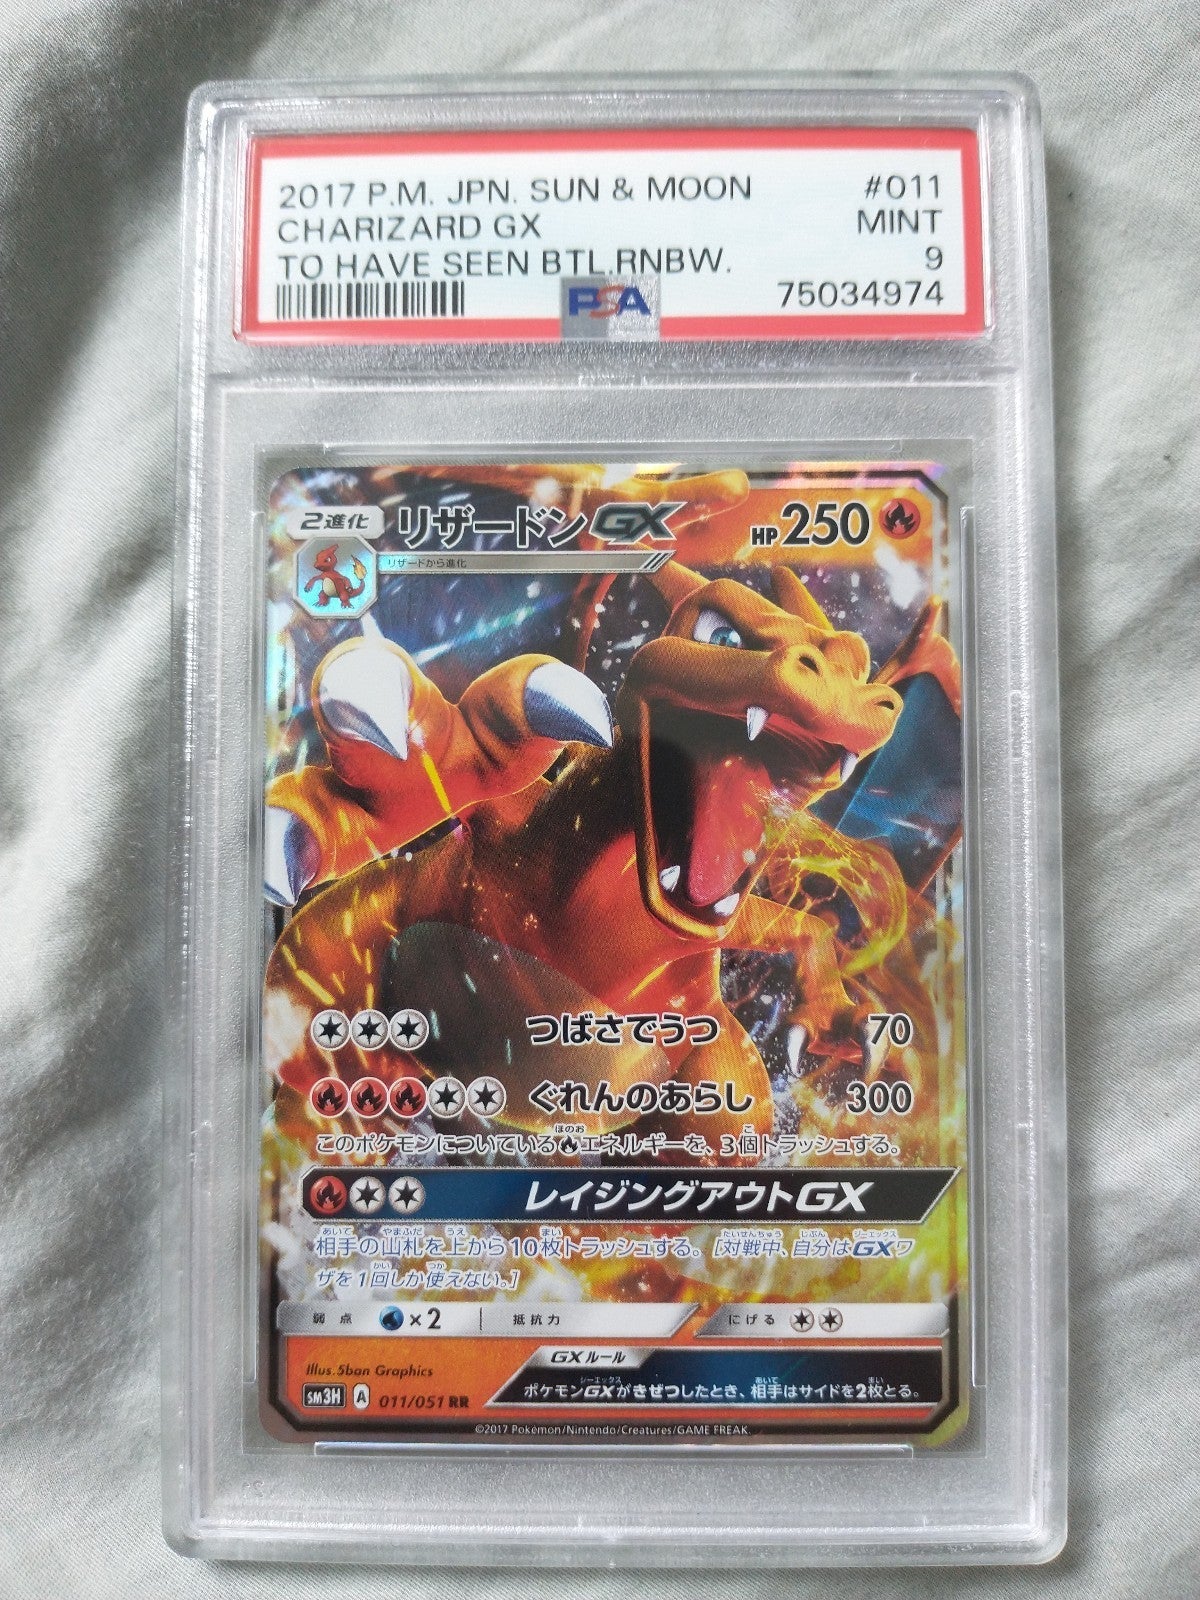 2017 P.M. JPN. SUN & MOON #011
CHARIZARD GX MINT
TO HAVE SEEN BTL.RNBW. 9
PSA 75034974
2進化 リザードンGX HP250
リザードから進化
つばさでうつ 70
ぐれんのあらし 300
このポケモンについているエネルギーを、3個トラッシュする。
レイジングアウトGX
相手の山札を上から10枚トラッシュする。[対戦中、自分はGXワ
ザを1回しか使えない。]
弱点 ×2 抵抗力 にげる
GXルール
Illus. 5ban Graphics
ポケモンGXがきぜつしたとき、相手はサイドを2枚とる。
SM3H A 011/051 RR
©2017 Pokémon/Nintendo/Creatures/GAME FREAK.